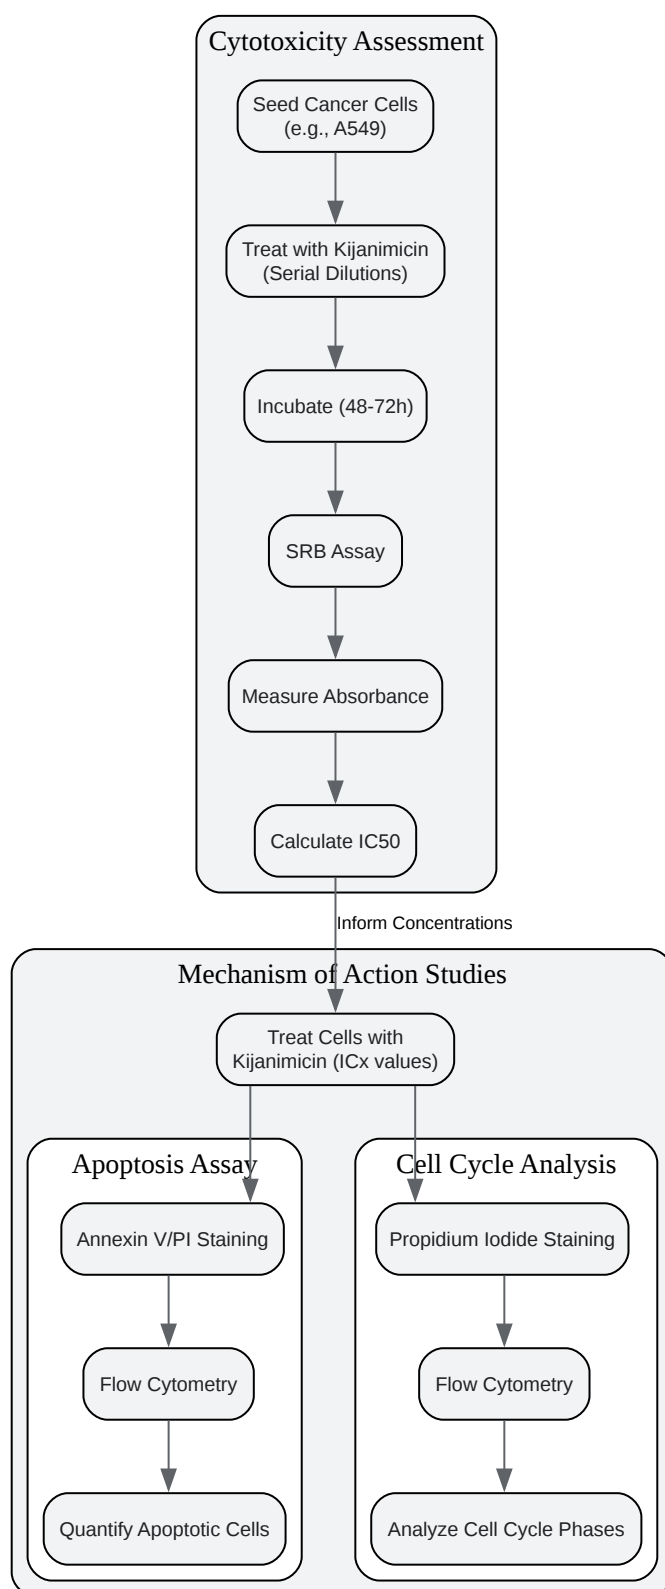 Cytotoxicity Assessment
Seed Cancer Cells
(e.g., A549)
Treat with Kijanimicin
(Serial Dilutions)
Incubate (48-72h)
SRB Assay
Measure Absorbance
Calculate IC50
Inform Concentrations
Mechanism of Action Studies
Treat Cells with
Kijanimicin (ICx values)
Apoptosis Assay
Annexin V/PI Staining
Flow Cytometry
Quantify Apoptotic Cells
Cell Cycle Analysis
Propidium Iodide Staining
Flow Cytometry
Analyze Cell Cycle Phases